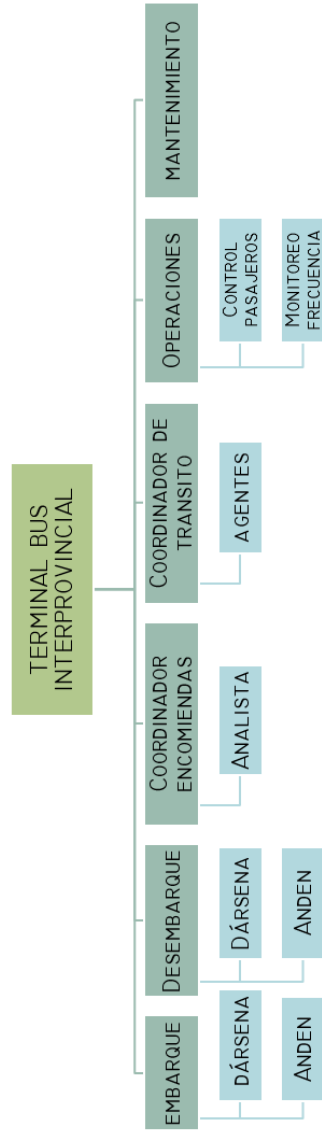 TERMINAL BUS
INTERPROVINCIAL
EMBARQUE
DÁRSENA
ANDEN
DESEMBARQUE
DÁRSENA
ANDEN
COORDINADOR
ENCOMIENDAS
ANALISTA
COORDINADOR DE
TRANSITO
AGENTES
OPERACIONES
CONTROL
PASAJEROS
MONITOREO
FRECUENCIA
MANTENIMIENTO